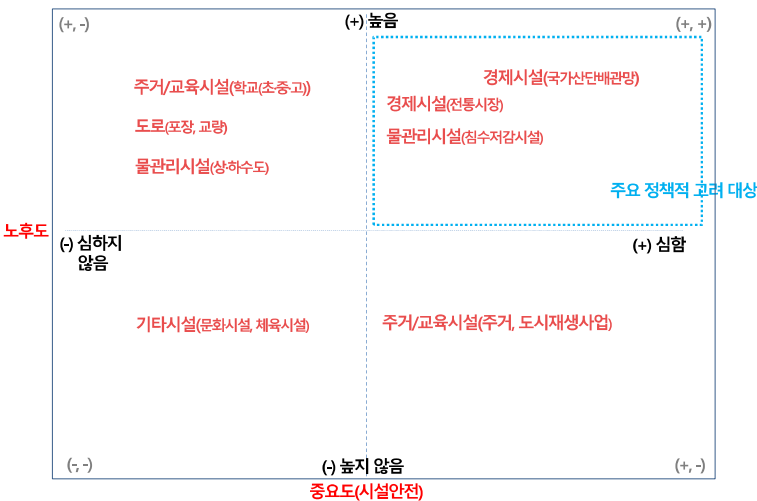 (+, -)
(+) 높음
(+, +)
주거/교육시설(학교(초·중·고))
경제시설(국가산단배관망)
경제시설(전통시장)
도로(포장, 교량)
물관리시설(침수저감시설)
물관리시설(상·하수도)
주요 정책적 고려 대상
노후도
(-) 심하지
않음
(+) 심함
기타시설(문화시설, 체육시설)
주거/교육시설(주거, 도시재생사업)
(-, -)
(-) 높지 않음
(+, -)
중요도(시설안전)